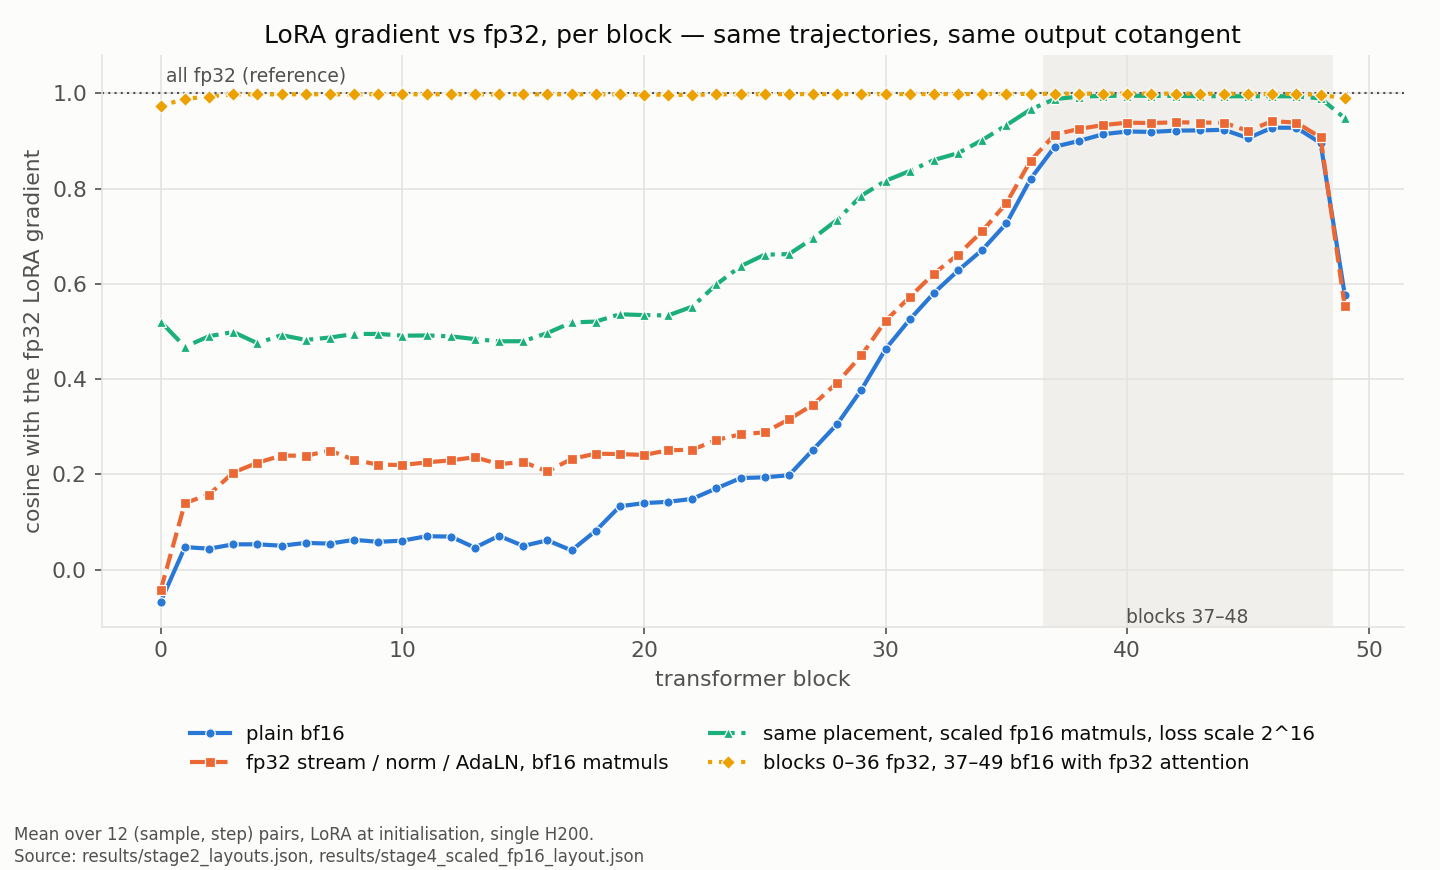 LoRA gradient vs fp32, per block — same trajectories, same output cotangent
all fp32 (reference)
1.0
0.8
0.6
0.4
0.2
0.0
cosine with the fp32 LoRA gradient
blocks 37–48
0 10 20 30 40 50
transformer block
plain bf16
fp32 stream / norm / AdaLN, bf16 matmuls
same placement, scaled fp16 matmuls, loss scale 2^16
blocks 0–36 fp32, 37–49 bf16 with fp32 attention
Mean over 12 (sample, step) pairs, LoRA at initialisation, single H200.
Source: results/stage2_layouts.json, results/stage4_scaled_fp16_layout.json